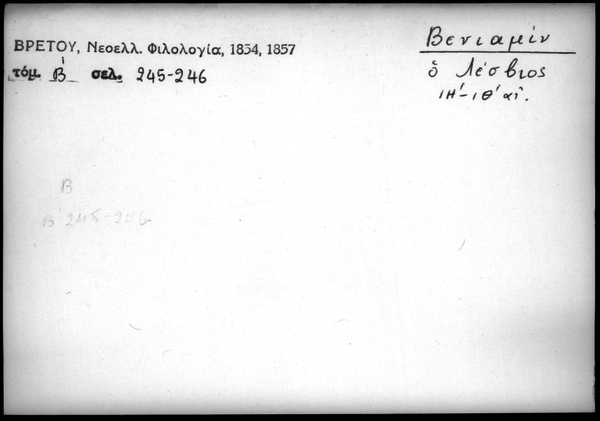 ΒΡΕΤΟΥ, Νεοελλ. Φιλολογία, 1854, 1857
τόμ. Β' σελ. 245-246
Βενιαμίν
ὁ Λέσβιος
ΙΗ'-ΙΘ' αἰ.
Β
Β 245-246